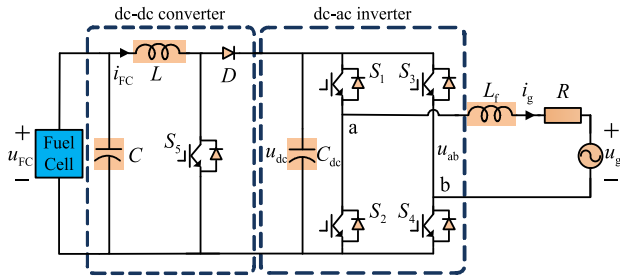 dc-dc converter
dc-ac inverter
i_FC
L
D
S_1
S_3
L_f
i_g
R
a
+
u_FC
−
Fuel
Cell
C
S_5
u_dc
C_dc
u_ab
+
u_g
−
b
S_2
S_4